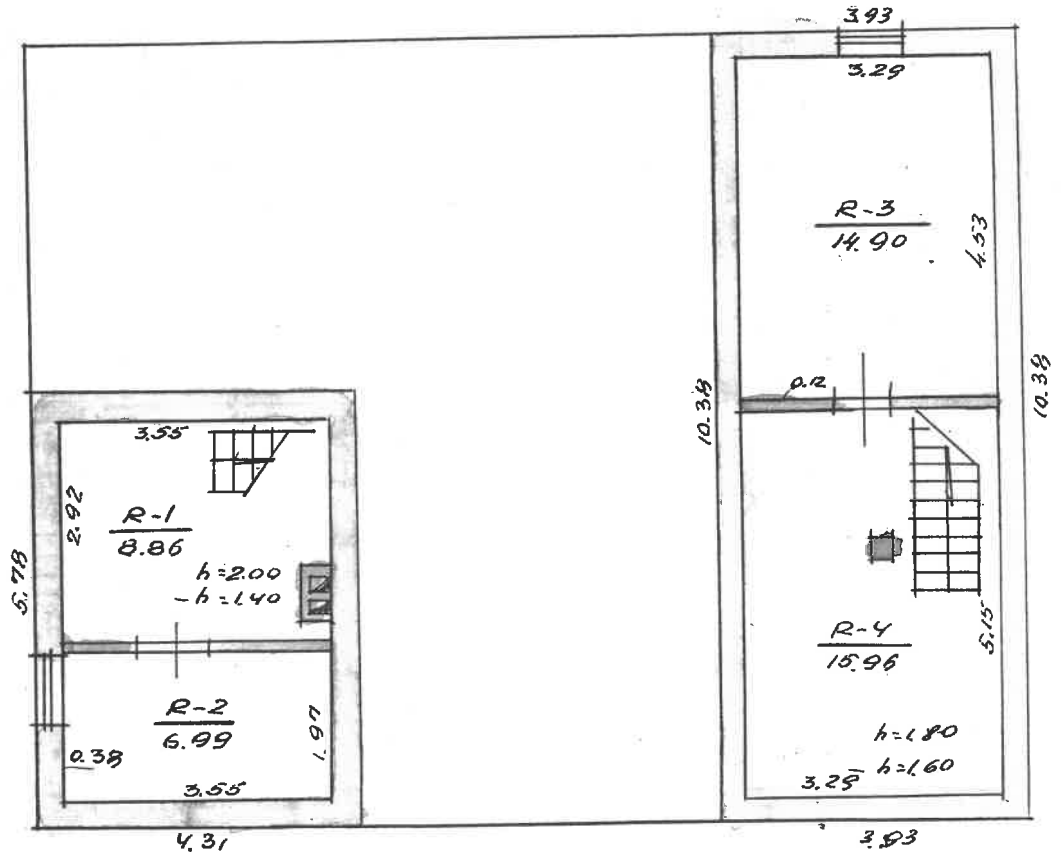 3.93
3.29
R-3
14.90
4.53
10.38
10.38
0.12
3.55
2.92
R-1
8.86
h=2.00
h=1.40
5.78
R-2
6.99
1.97
0.38
3.55
4.31
R-4
15.96
5.15
h=1.80
h=1.60
3.29
3.93